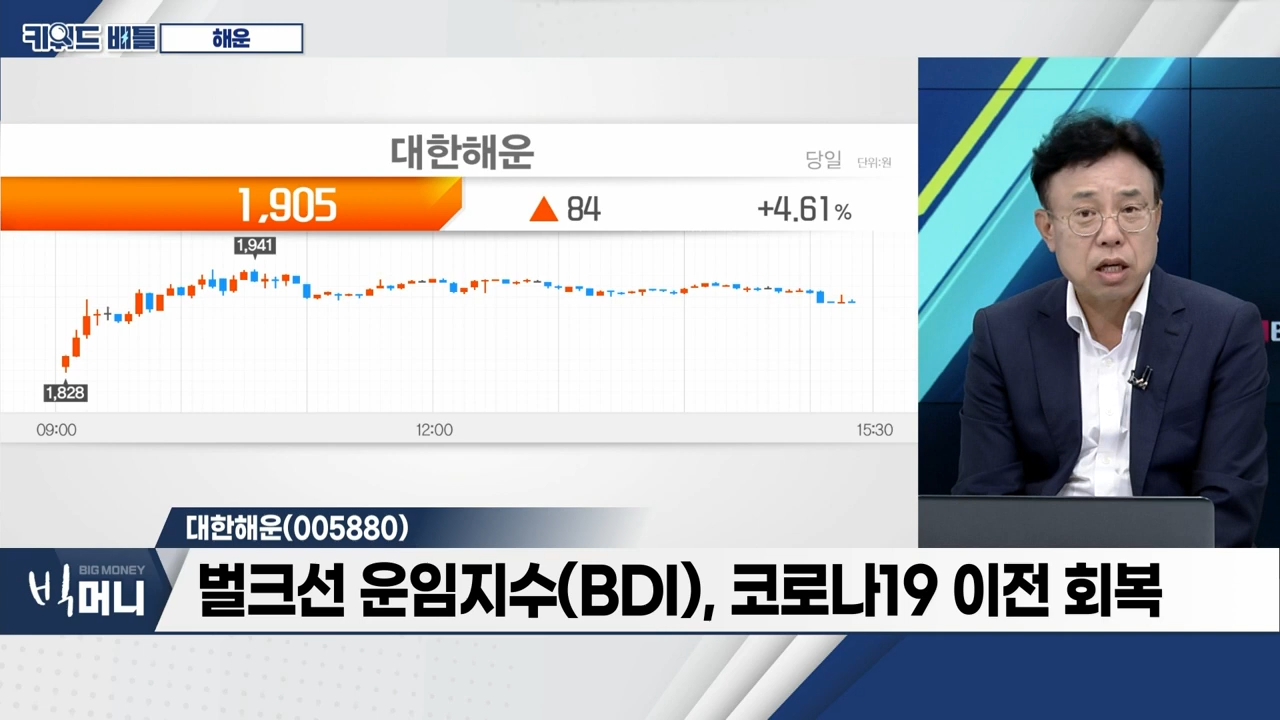 키워드 배틀
해운
대한해운
당일 단위:원
1,905
▲ 84
+4.61%
1,941
1,828
09:00
12:00
15:30
대한해운(005880)
BIG MONEY
빅머니
벌크선 운임지수(BDI), 코로나19 이전 회복